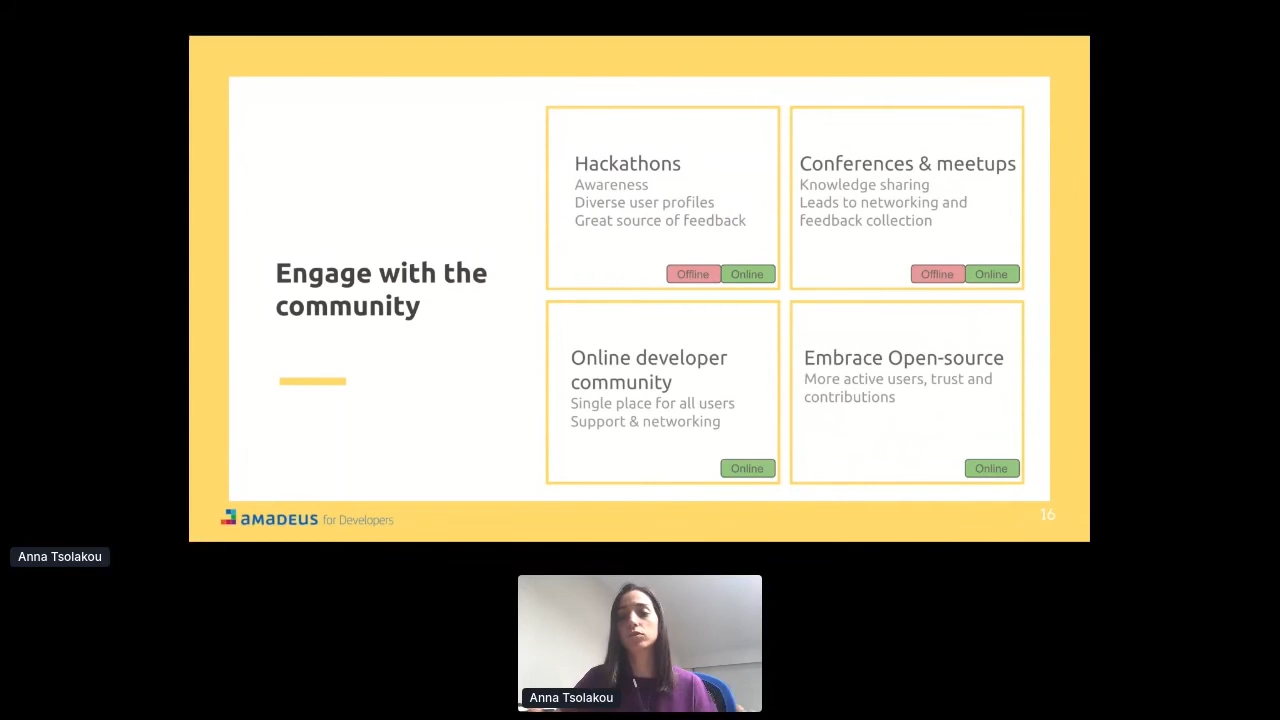 Engage with the
community
Hackathons
Awareness
Diverse user profiles
Great source of feedback
Offline Online
Conferences & meetups
Knowledge sharing
Leads to networking and
feedback collection
Offline Online
Online developer
community
Single place for all users
Support & networking
Online
Embrace Open-source
More active users, trust and
contributions
Online
amadeus for Developers
16
Anna Tsolakou
Anna Tsolakou